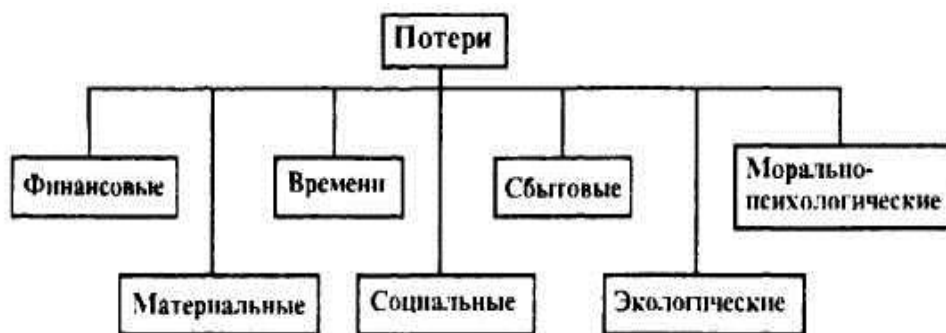 Потери
Финансовые
Времени
Сбытовые
Морально-
психологические
Материальные
Социальные
Экологические